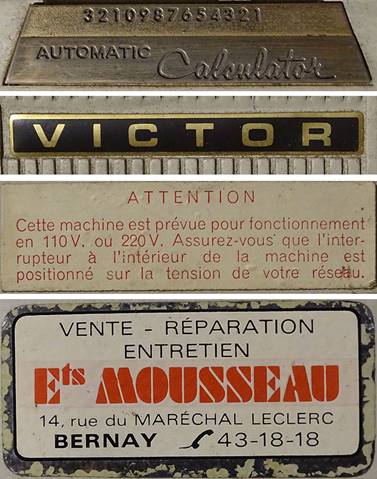 3210987654321
AUTOMATIC Calculator
VICTOR
ATTENTION
Cette machine est prévue pour fonctionnement
en 110 V. ou 220 V. Assurez-vous que l'inter-
rupteur à l'intérieur de la machine est
positionné sur la tension de votre réseau.
VENTE - RÉPARATION
ENTRETIEN
Ets MOUSSEAU
14, rue du MARÉCHAL LECLERC
BERNAY 43-18-18